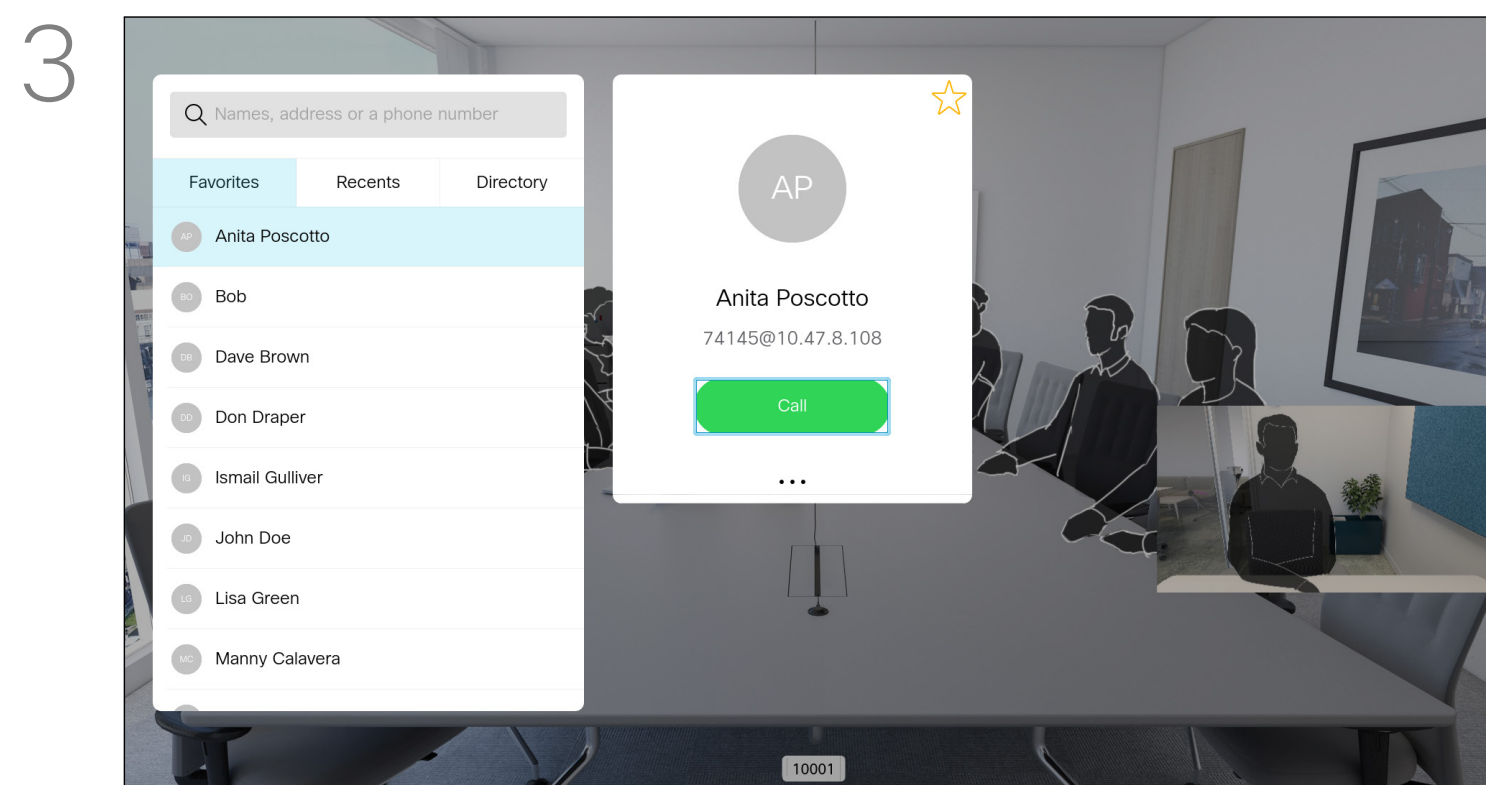 3
Names, address or a phone number
Favorites
Recents
Directory
AP Anita Poscotto
BO Bob
DB Dave Brown
DD Don Draper
IG Ismail Gulliver
JD John Doe
LG Lisa Green
MC Manny Calavera
AP
Anita Poscotto
74145@10.47.8.108
Call
10001